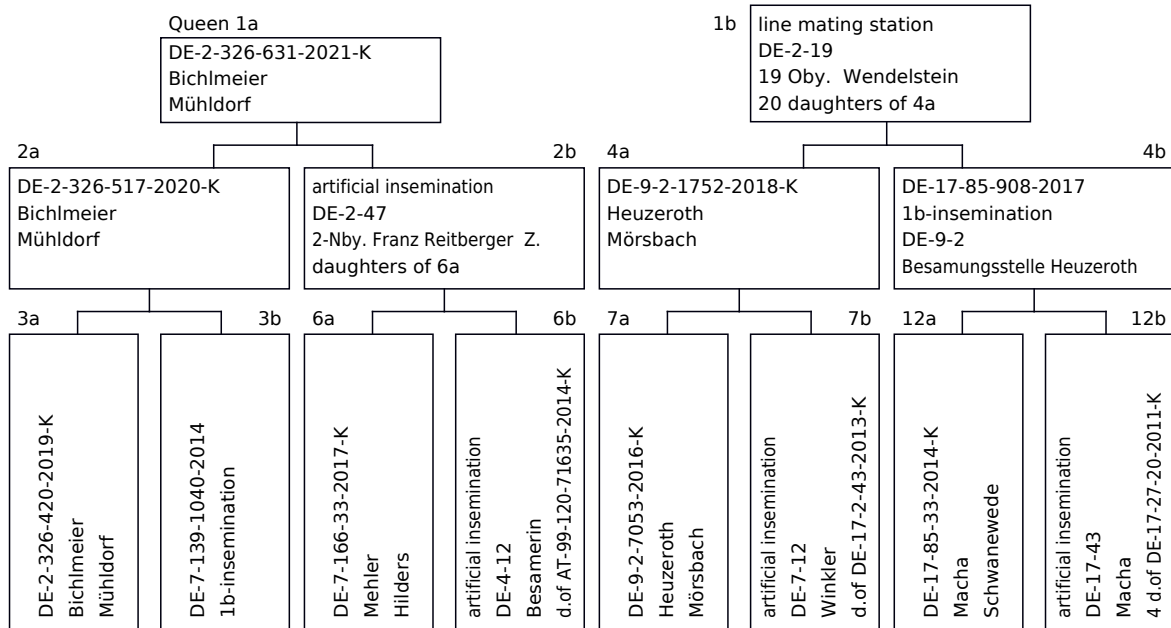 Queen 1a
DE-2-326-631-2021-K
Bichlmeier
Mühldorf
1b
line mating station
DE-2-19
19 Oby.  Wendelstein
20 daughters of 4a
2a
DE-2-326-517-2020-K
Bichlmeier
Mühldorf
2b
artificial insemination
DE-2-47
2-Nby. Franz Reitberger  Z.
daughters of 6a
4a
DE-9-2-1752-2018-K
Heuzeroth
Mörsbach
4b
DE-17-85-908-2017
1b-insemination
DE-9-2
Besamungsstelle Heuzeroth
3a
DE-2-326-420-2019-K
Bichlmeier
Mühldorf
3b
DE-7-139-1040-2014
1b-insemination
6a
DE-7-166-33-2017-K
Mehler
Hilders
6b
artificial insemination
DE-4-12
Besamerin
d.of AT-99-120-71635-2014-K
7a
DE-9-2-7053-2016-K
Heuzeroth
Mörsbach
7b
artificial insemination
DE-7-12
Winkler
d.of DE-17-2-43-2013-K
12a
DE-17-85-33-2014-K
Macha
Schwanewede
12b
artificial insemination
DE-17-43
Macha
4 d.of DE-17-27-20-2011-K